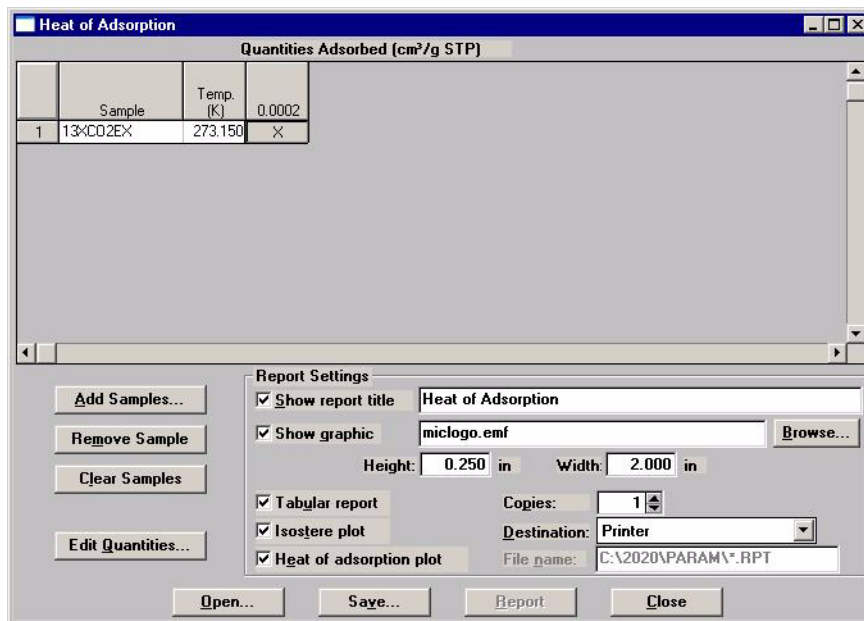 Heat of Adsorption
Quantities Adsorbed (cm³/g STP)
Sample Temp. (K) 0.0002
1 13XCO2EX 273.150 X
Add Samples...
Remove Sample
Clear Samples
Edit Quantities...
Report Settings
Show report title Heat of Adsorption
Show graphic miclogo.emf Browse...
Height: 0.250 in Width: 2.000 in
Tabular report Copies: 1
Isostere plot Destination: Printer
Heat of adsorption plot File name: C:\2020\PARAM\*.RPT
Open... Save... Report Close